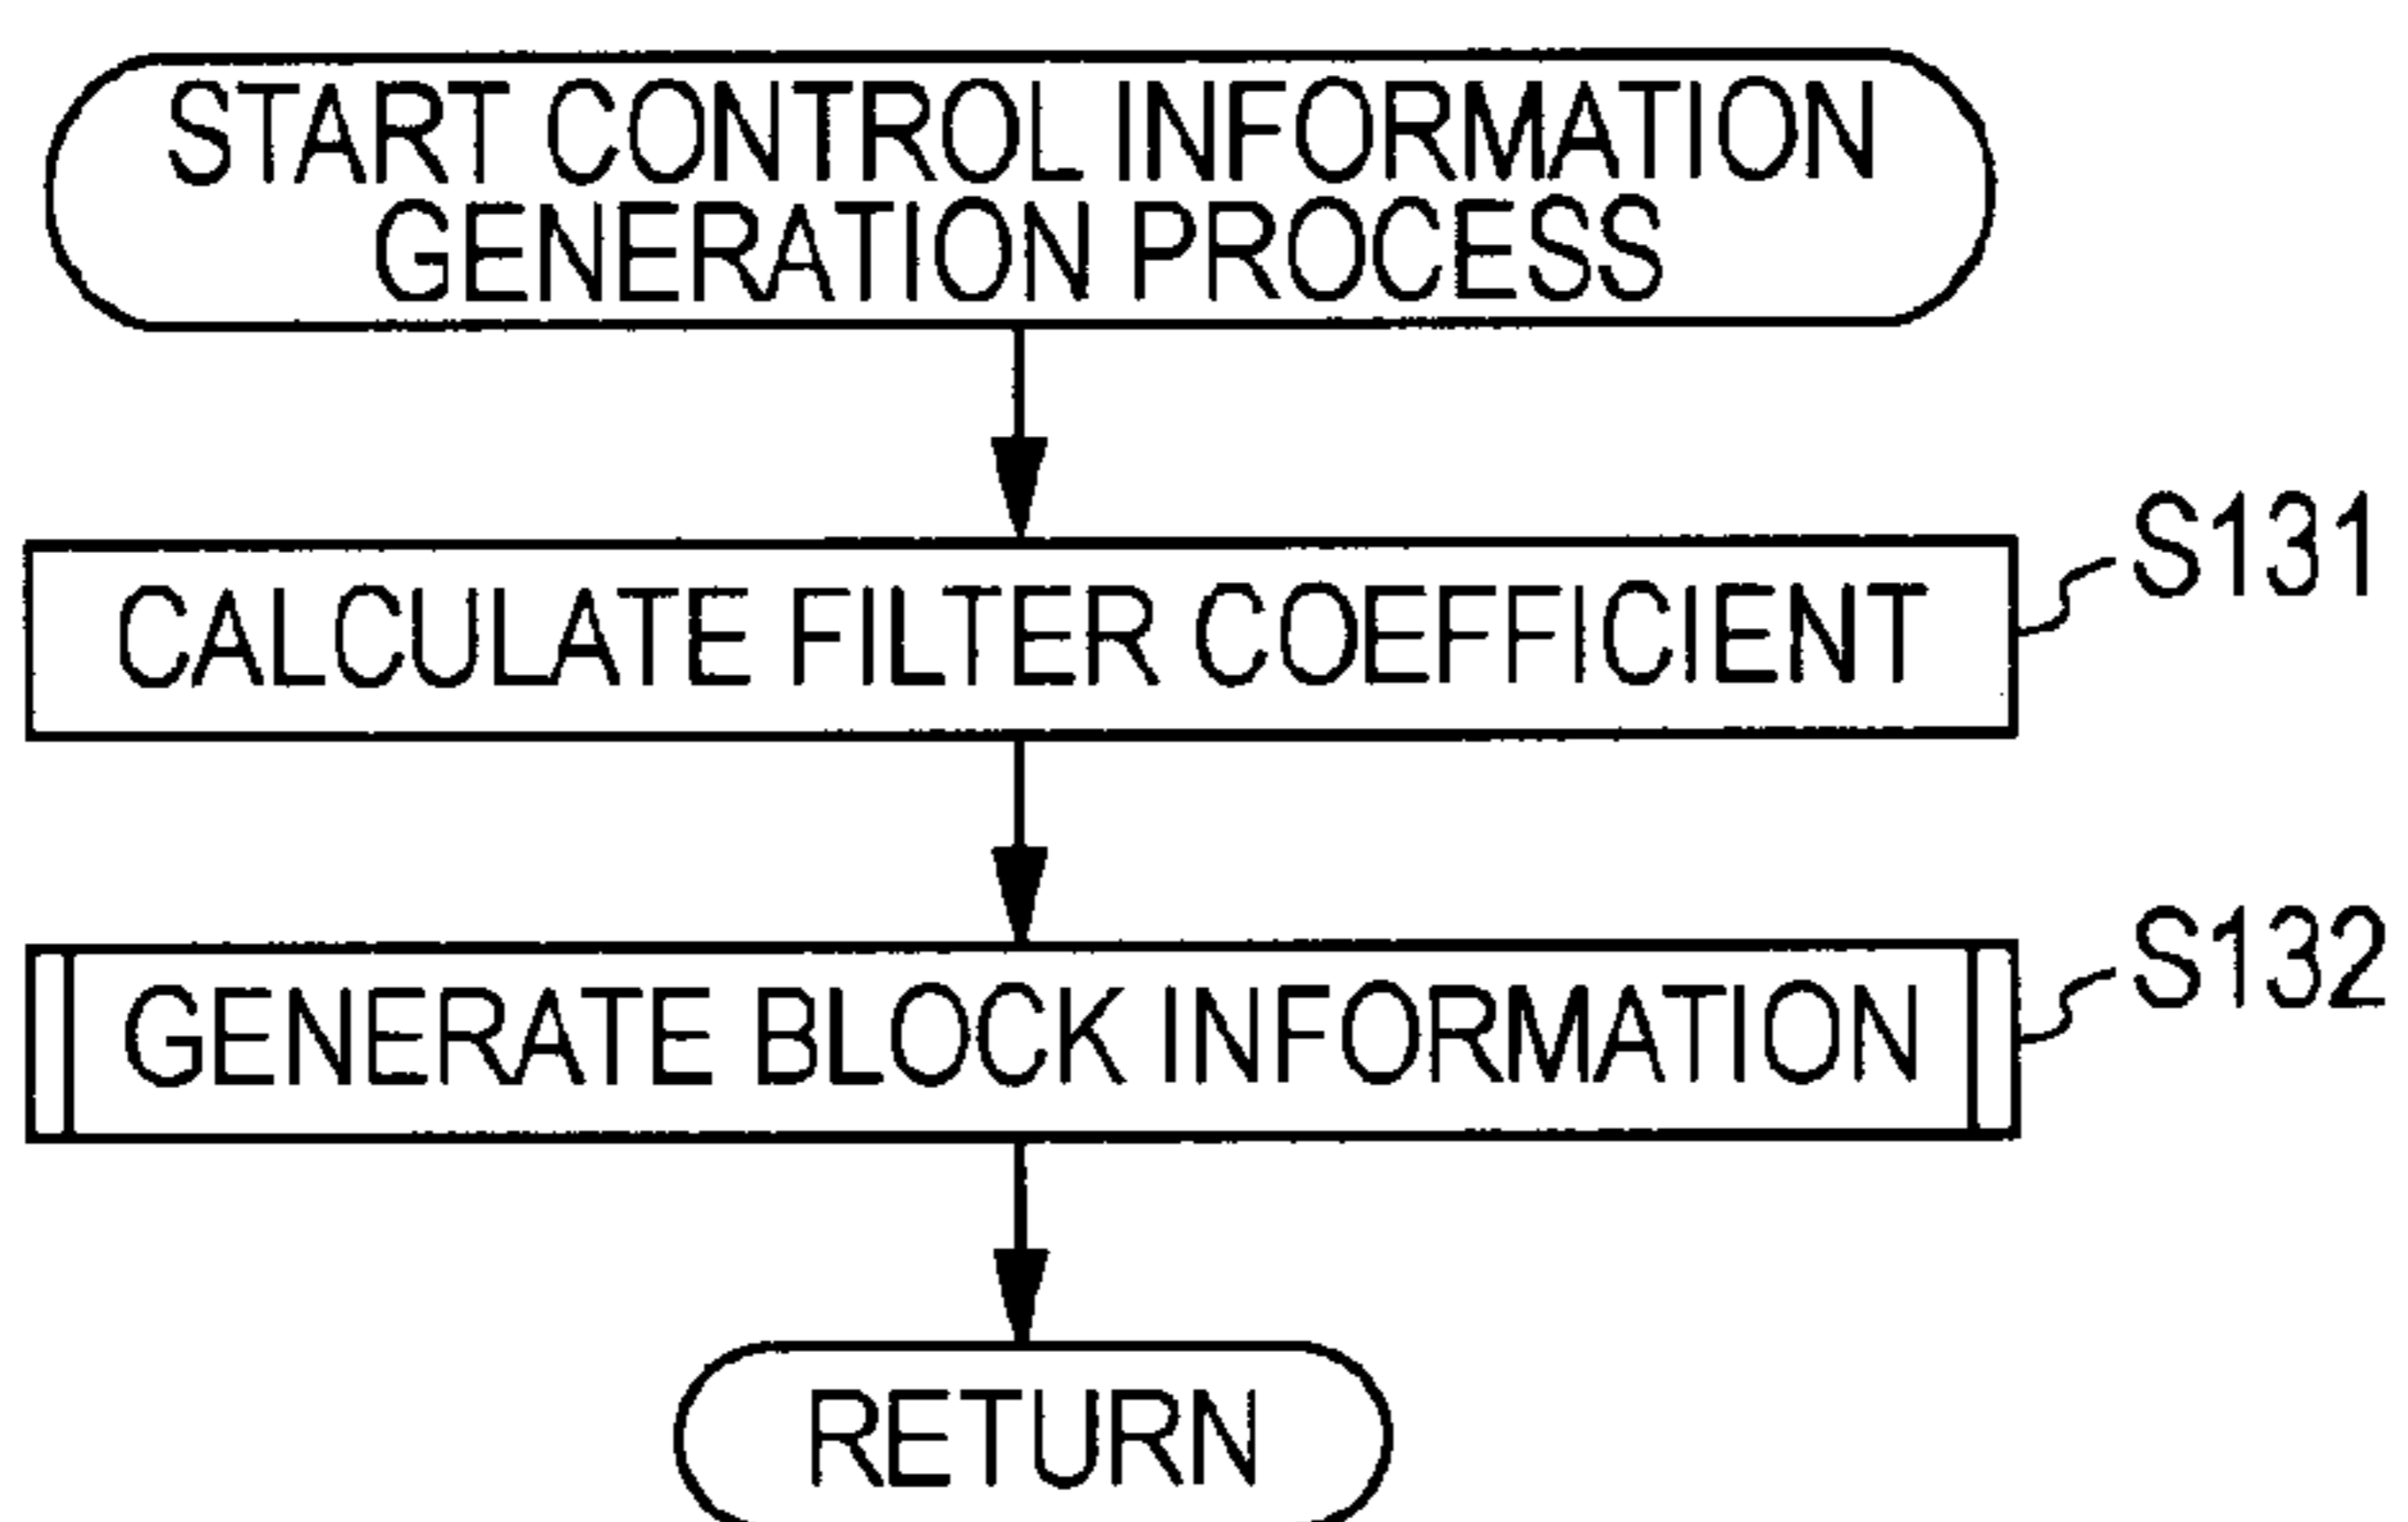 START CONTROL INFORMATION
GENERATION PROCESS
CALCULATE FILTER COEFFICIENT
S131
GENERATE BLOCK INFORMATION
S132
RETURN